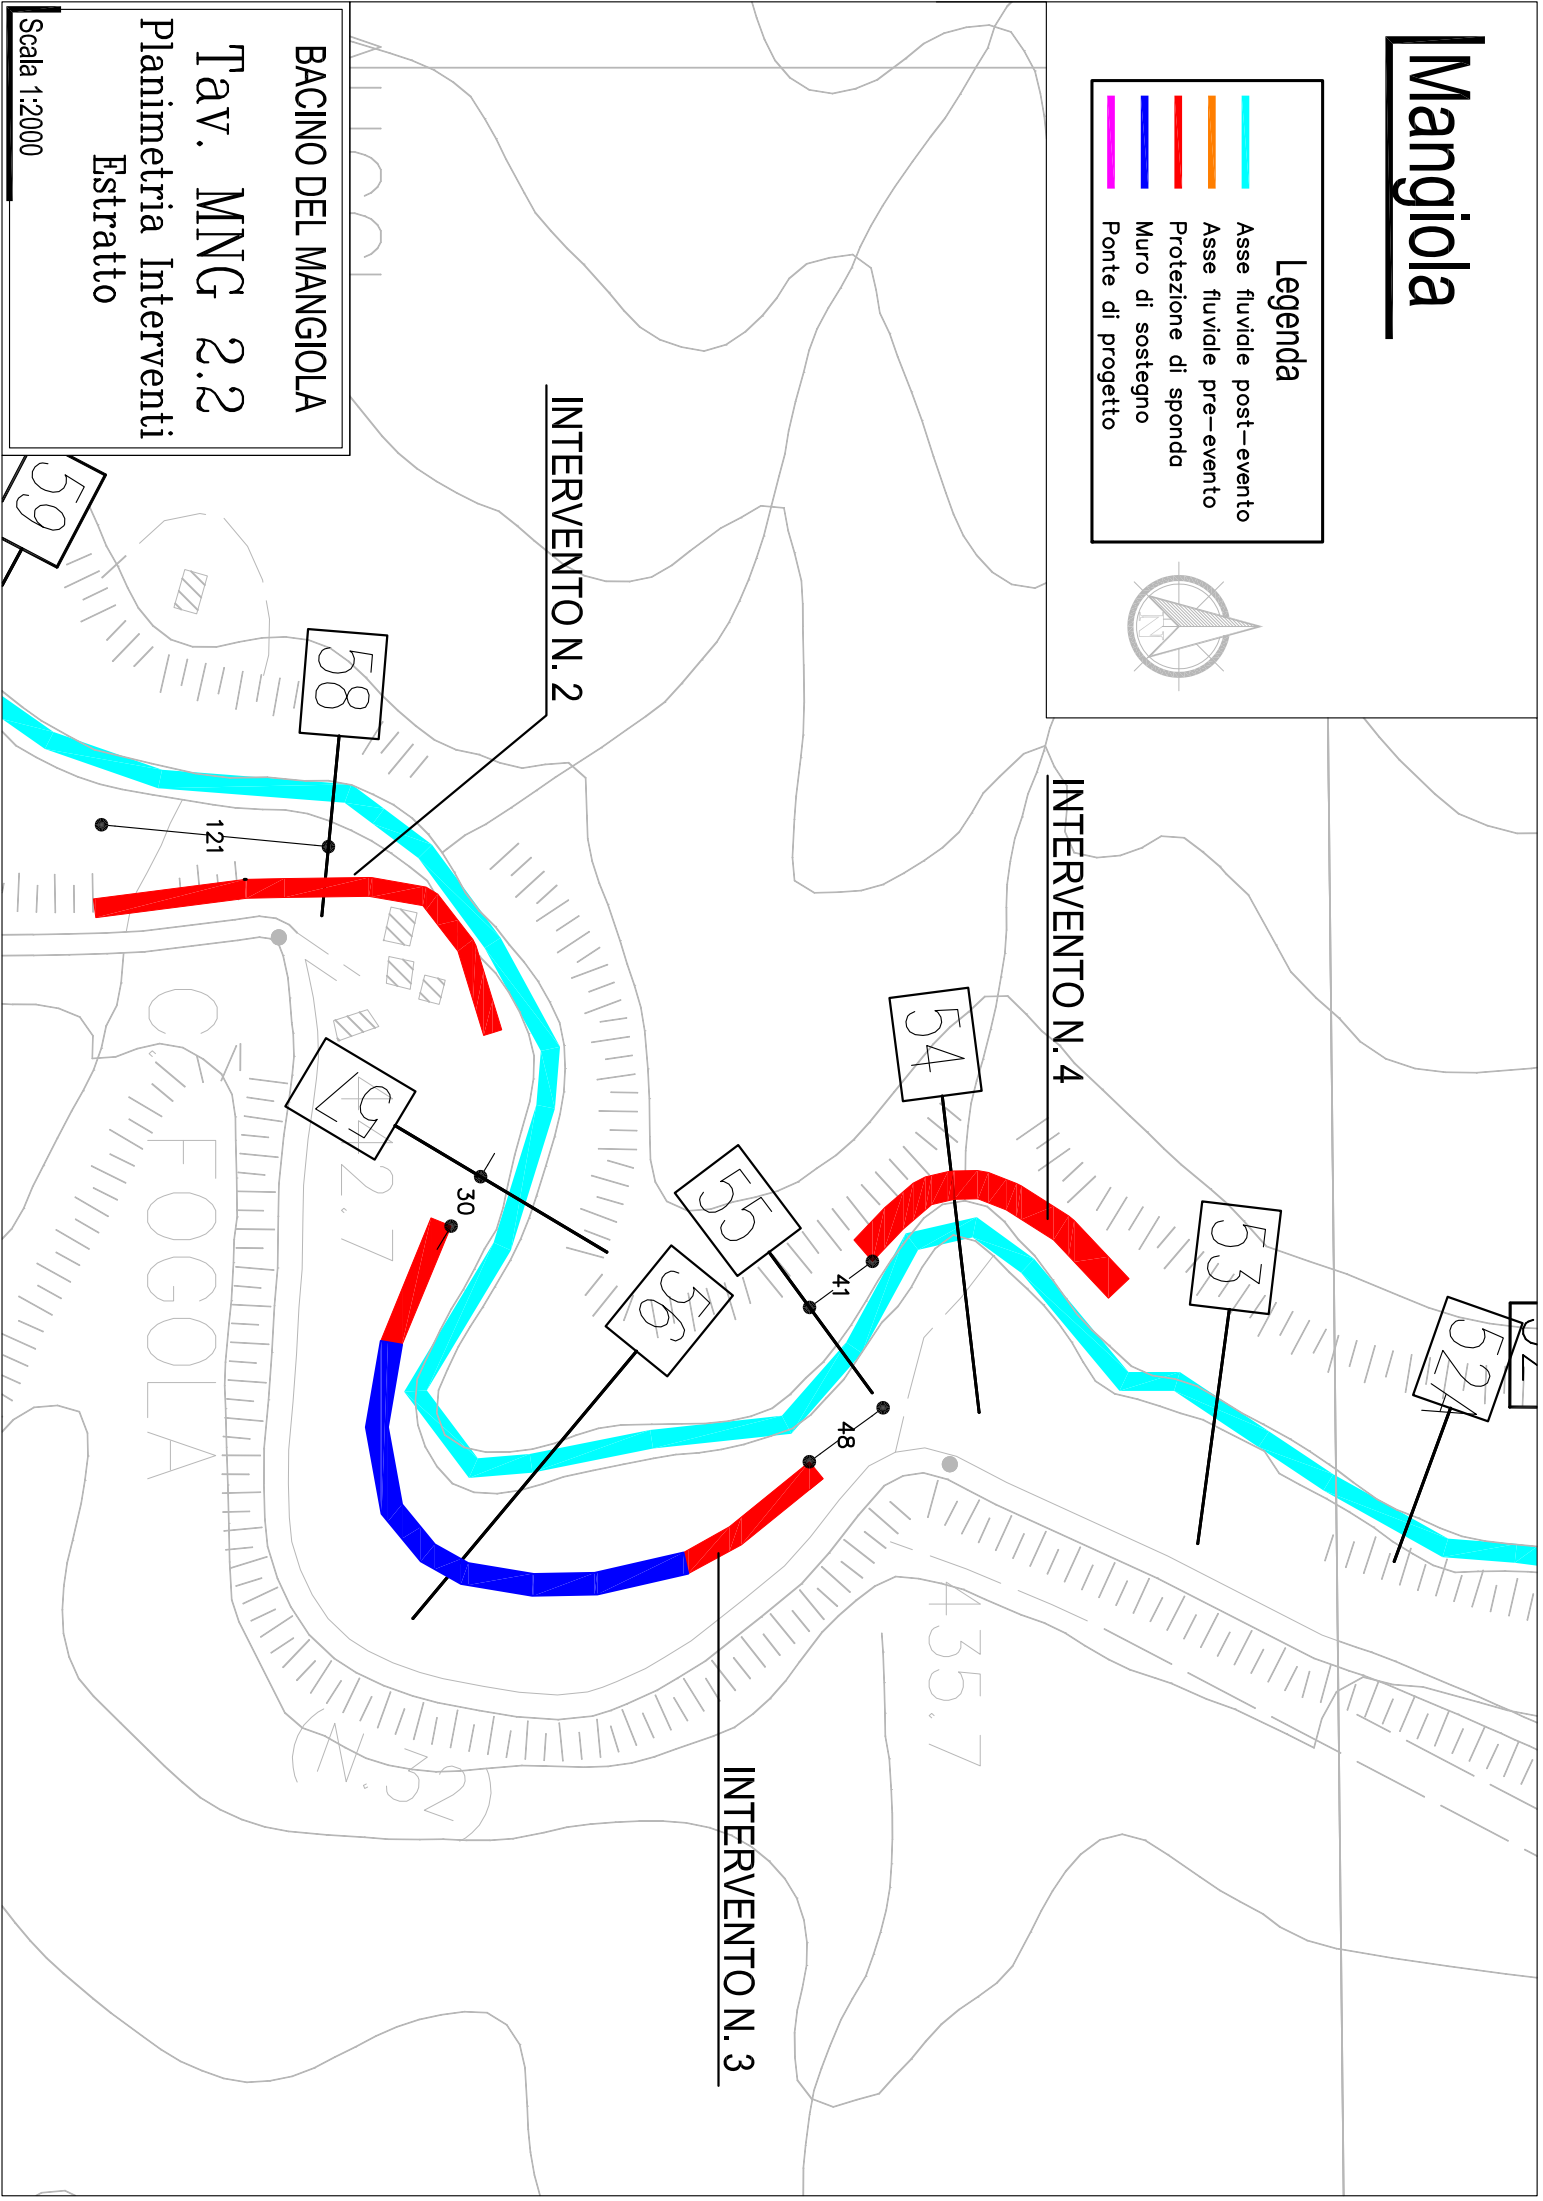 Mangiola
Legenda
Asse fluviale post-evento
Asse fluviale pre-evento
Protezione di sponda
Muro di sostegno
Ponte di progetto
N
INTERVENTO N. 4
INTERVENTO N. 2
INTERVENTO N. 3
52A
53
54
55
56
57
58
59
41
48
30
121
435.7
C. FOGOLA
BACINO DEL MANGIOLA
Tav. MNG 2.2
Planimetria Interventi
Estratto
Scala 1:2000